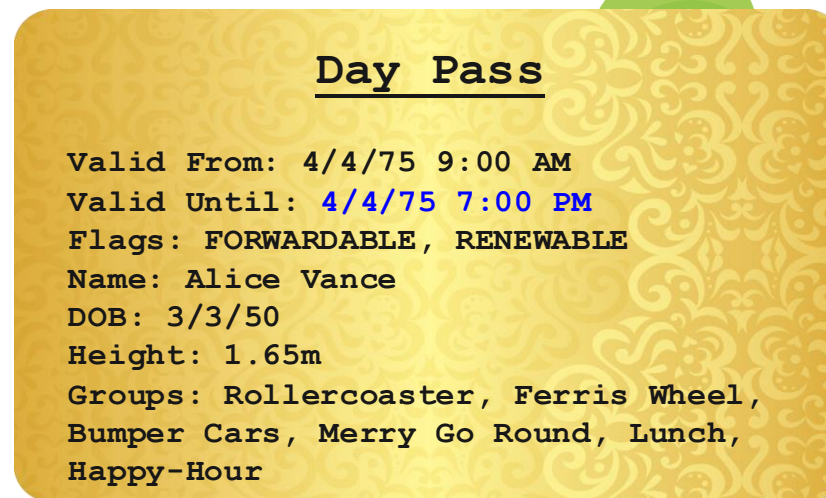 Day Pass
Valid From: 4/4/75 9:00 AM
Valid Until: 4/4/75 7:00 PM
Flags: FORWARDABLE, RENEWABLE
Name: Alice Vance
DOB: 3/3/50
Height: 1.65m
Groups: Rollercoaster, Ferris Wheel,
Bumper Cars, Merry Go Round, Lunch,
Happy-Hour